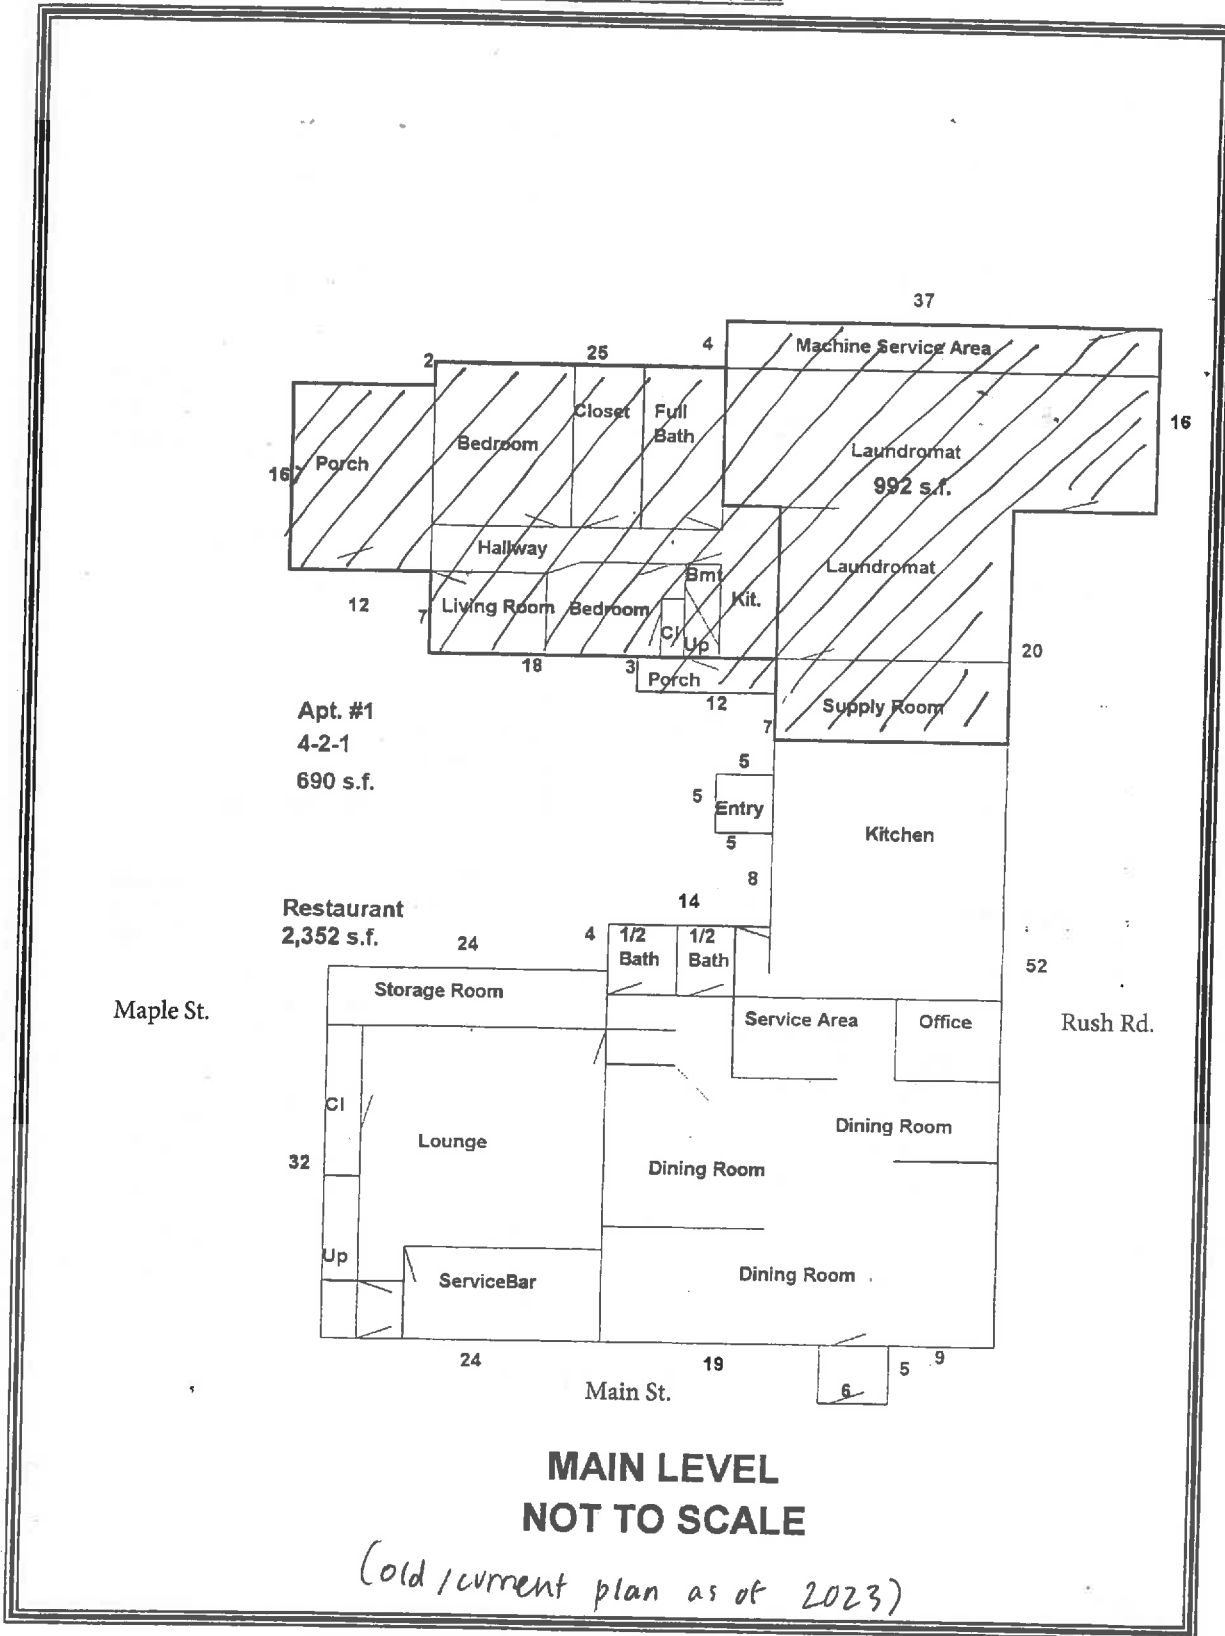 37
4
25
2
Machine Service Area
16
Closet
Full
Bath
Bedroom
Laundromat
992 s.f.
16
Porch
Hallway
Laundromat
Bmt
Kit.
12
7
Living Room
Bedroom
Cl
Up
18
3
Porch
12
20
Supply Room
7
Apt. #1
4-2-1
690 s.f.
5
5
Entry
5
Kitchen
8
14
Restaurant
2,352 s.f.
24
4
1/2
Bath
1/2
Bath
52
Storage Room
Maple St.
Service Area
Office
Rush Rd.
Cl
Lounge
Dining Room
32
Dining Room
Up
ServiceBar
Dining Room
24
19
5
9
6
Main St.
MAIN LEVEL
NOT TO SCALE
(old/current plan as of 2023)